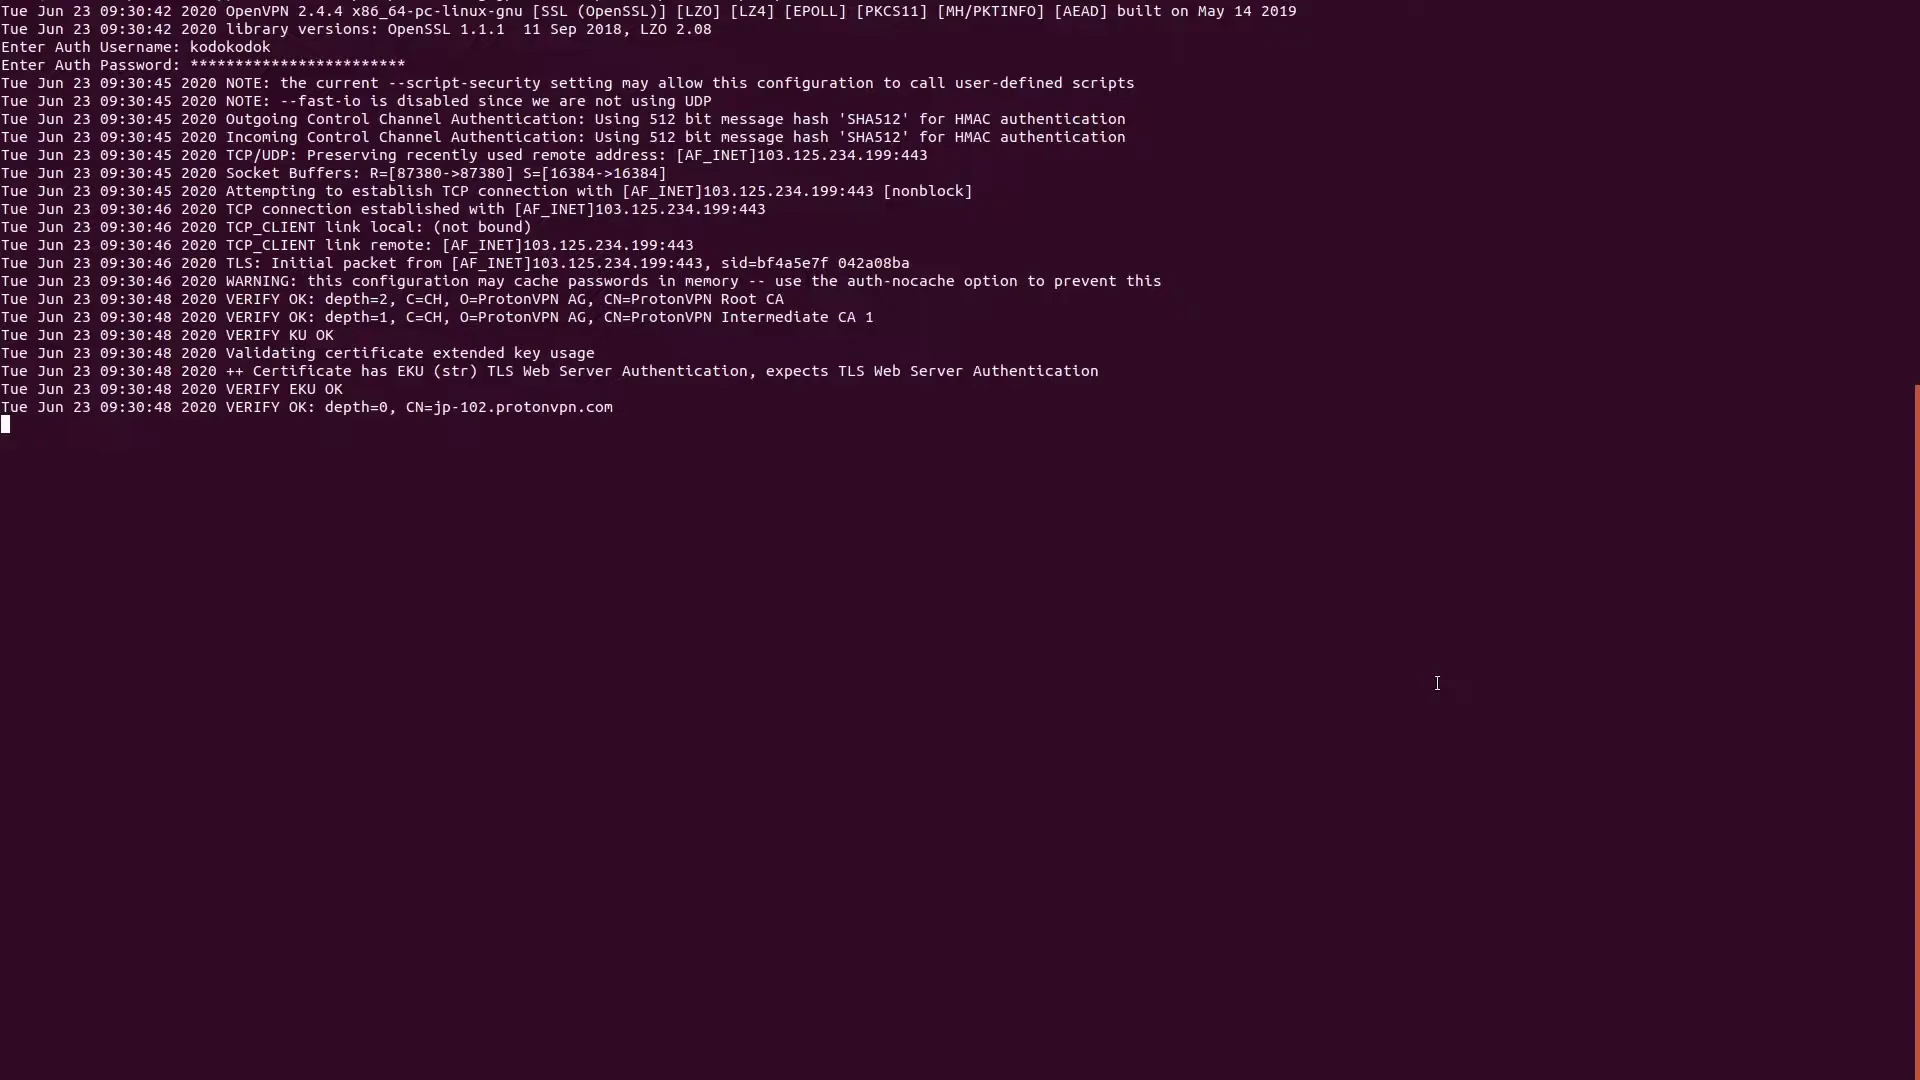 Tue Jun 23 09:30:42 2020 OpenVPN 2.4.4 x86_64-pc-linux-gnu [SSL (OpenSSL)] [LZO] [LZ4] [EPOLL] [PKCS11] [MH/PKTINFO] [AEAD] built on May 14 2019
Tue Jun 23 09:30:42 2020 library versions: OpenSSL 1.1.1  11 Sep 2018, LZO 2.08
Enter Auth Username: kodokodok
Enter Auth Password: ************************
Tue Jun 23 09:30:45 2020 NOTE: the current --script-security setting may allow this configuration to call user-defined scripts
Tue Jun 23 09:30:45 2020 NOTE: --fast-io is disabled since we are not using UDP
Tue Jun 23 09:30:45 2020 Outgoing Control Channel Authentication: Using 512 bit message hash 'SHA512' for HMAC authentication
Tue Jun 23 09:30:45 2020 Incoming Control Channel Authentication: Using 512 bit message hash 'SHA512' for HMAC authentication
Tue Jun 23 09:30:45 2020 TCP/UDP: Preserving recently used remote address: [AF_INET]103.125.234.199:443
Tue Jun 23 09:30:45 2020 Socket Buffers: R=[87380->87380] S=[16384->16384]
Tue Jun 23 09:30:45 2020 Attempting to establish TCP connection with [AF_INET]103.125.234.199:443 [nonblock]
Tue Jun 23 09:30:46 2020 TCP connection established with [AF_INET]103.125.234.199:443
Tue Jun 23 09:30:46 2020 TCP_CLIENT link local: (not bound)
Tue Jun 23 09:30:46 2020 TCP_CLIENT link remote: [AF_INET]103.125.234.199:443
Tue Jun 23 09:30:46 2020 TLS: Initial packet from [AF_INET]103.125.234.199:443, sid=bf4a5e7f 042a08ba
Tue Jun 23 09:30:46 2020 WARNING: this configuration may cache passwords in memory -- use the auth-nocache option to prevent this
Tue Jun 23 09:30:48 2020 VERIFY OK: depth=2, C=CH, O=ProtonVPN AG, CN=ProtonVPN Root CA
Tue Jun 23 09:30:48 2020 VERIFY OK: depth=1, C=CH, O=ProtonVPN AG, CN=ProtonVPN Intermediate CA 1
Tue Jun 23 09:30:48 2020 VERIFY KU OK
Tue Jun 23 09:30:48 2020 Validating certificate extended key usage
Tue Jun 23 09:30:48 2020 ++ Certificate has EKU (str) TLS Web Server Authentication, expects TLS Web Server Authentication
Tue Jun 23 09:30:48 2020 VERIFY EKU OK
Tue Jun 23 09:30:48 2020 VERIFY OK: depth=0, CN=jp-102.protonvpn.com